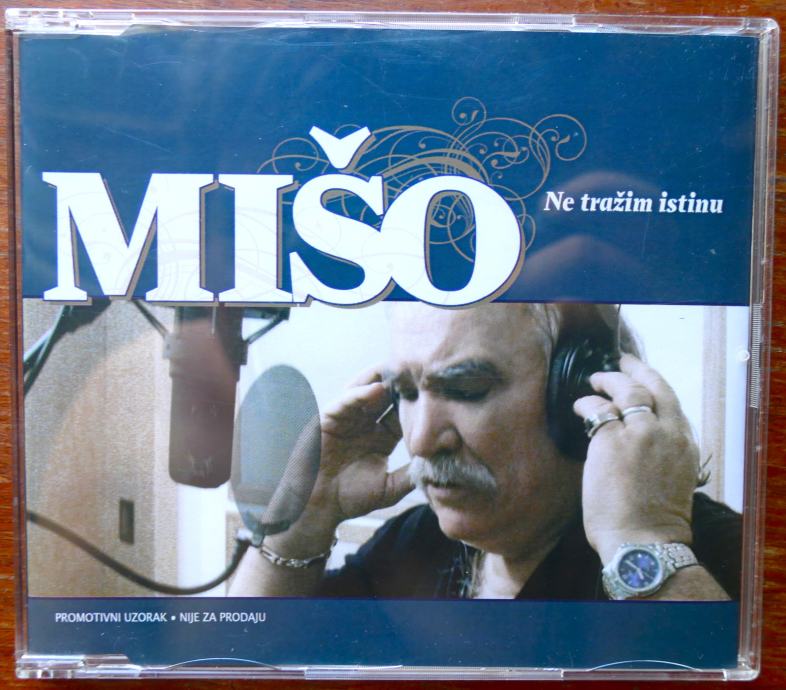 MIŠO
Ne tražim istinu
PROMOTIVNI UZORAK • NIJE ZA PRODAJU